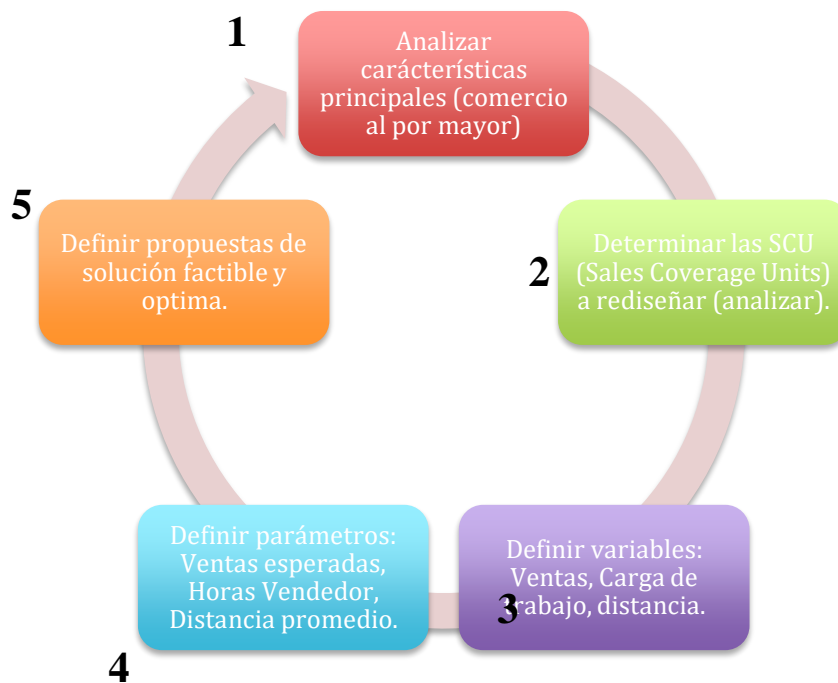 1
Analizar
carácterísticas
principales (comercio
al por mayor)
2
Determinar las SCU
(Sales Coverage Units)
a rediseñar (analizar).
3
Definir variables:
Ventas, Carga de
trabajo, distancia.
4
Definir parámetros:
Ventas esperadas,
Horas Vendedor,
Distancia promedio.
5
Definir propuestas de
solución factible y
optima.